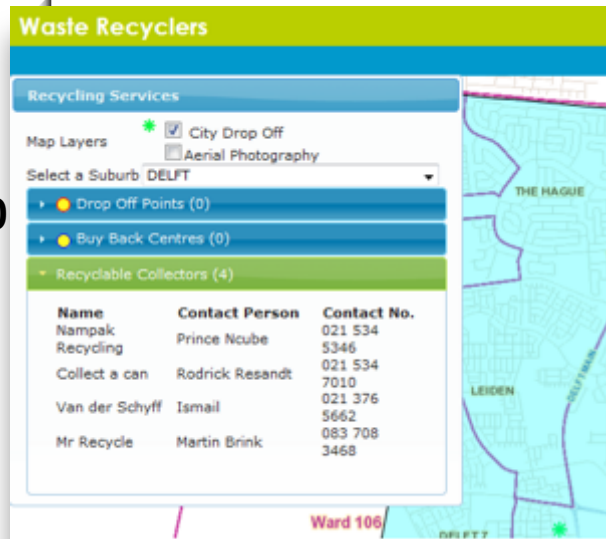 Waste Recyclers
Recycling Services
Map Layers
City Drop Off
Aerial Photography
Select a Suburb DELFT
Drop Off Points (0)
Buy Back Centres (0)
Recyclable Collectors (4)
Name Contact Person Contact No.
Nampak Recycling Prince Ncube 021 534 5346
Collect a can Rodrick Resandt 021 534 7010
Van der Schyff Ismail 021 376 5662
Mr Recycle Martin Brink 083 708 3468
THE HAGUE
LEIDEN
DELFT MAIN
Ward 106
DELFT 7